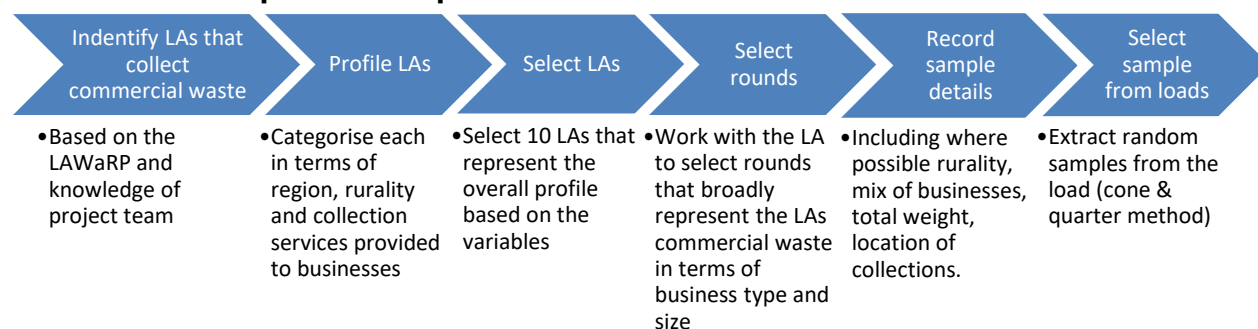 Indentify LAs that
collect
commercial waste
•Based on the
LAWaRP and
knowledge of
project team
Profile LAs
•Categorise each
in terms of
region, rurality
and collection
services provided
to businesses
Select LAs
•Select 10 LAs that
represent the
overall profile
based on the
variables
Select
rounds
•Work with the LA
to select rounds
that broadly
represent the LAs
commercial waste
in terms of
business type and
size
Record
sample
details
•Including where
possible rurality,
mix of businesses,
total weight,
location of
collections.
Select
sample
from loads
•Extract random
samples from the
load (cone &
quarter method)